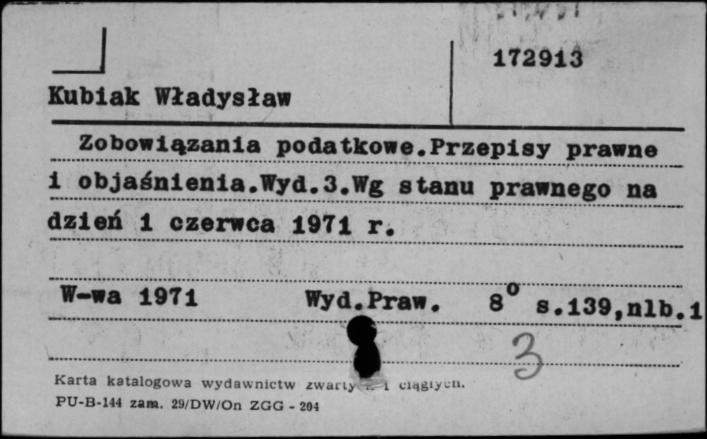 172913
Kubiak Władysław
Zobowiązania podatkowe.Przepisy prawne
i objaśnienia.Wyd.3.Wg stanu prawnego na
dzień 1 czerwca 1971 r.
W-wa 1971 Wyd.Praw. 8° s.139,nlb.1
3
Karta katalogowa wydawnictw zwartych i ciągłych.
PU-B-144 zam. 29/DW/On ZGG - 204